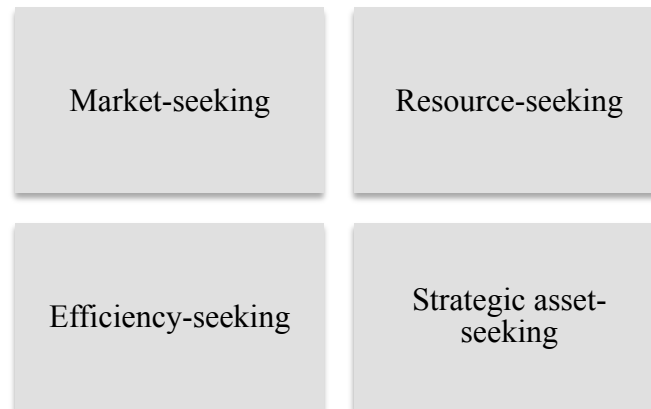 Market-seeking
Resource-seeking
Efficiency-seeking
Strategic asset-
seeking